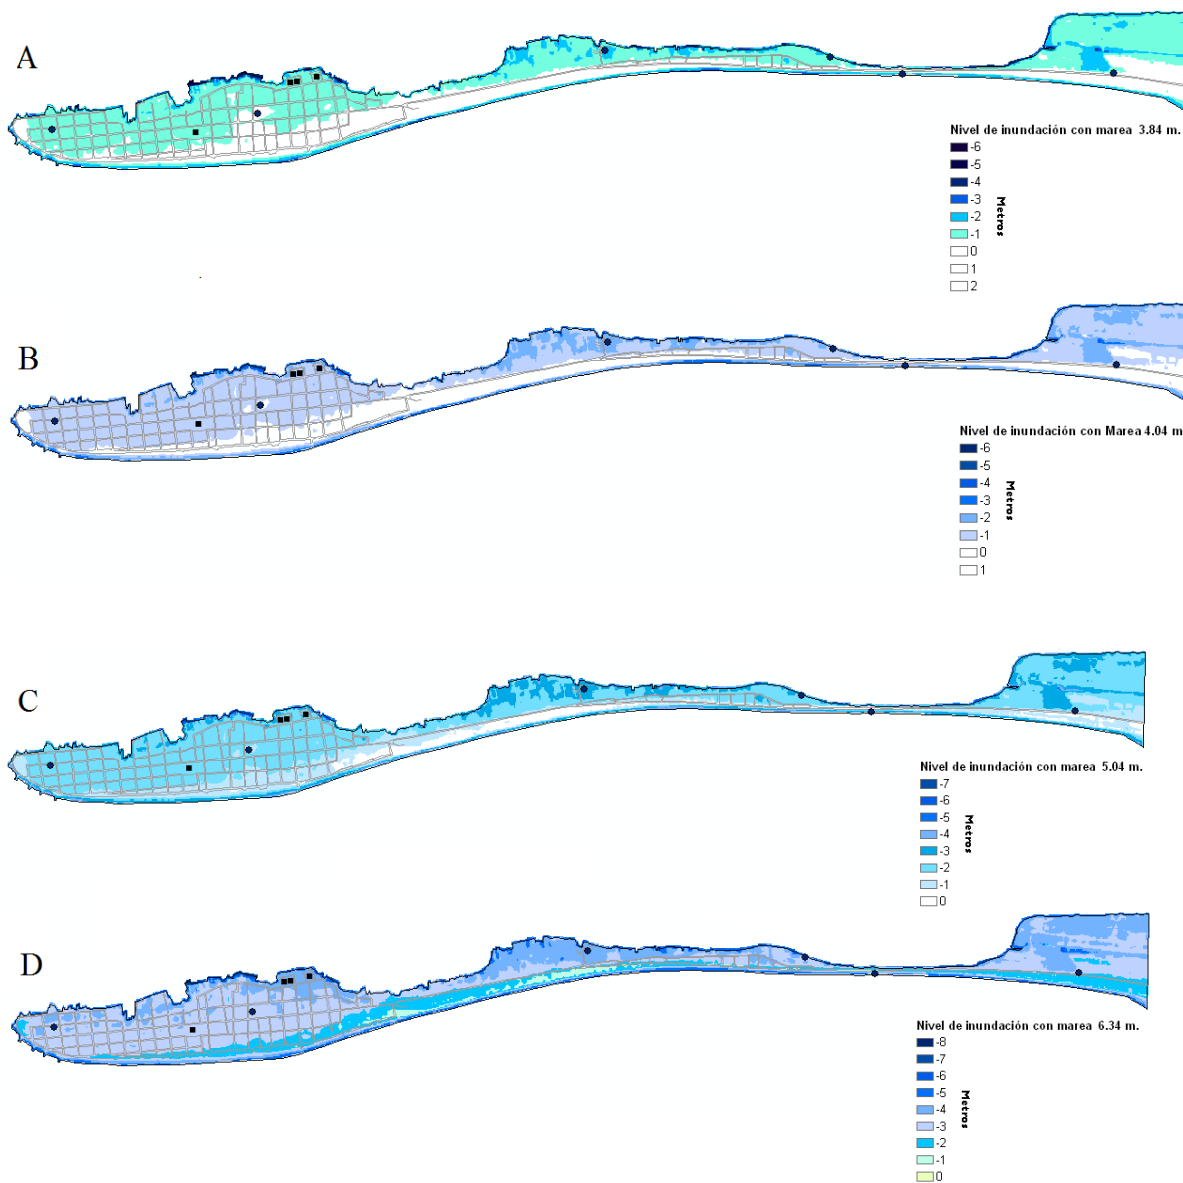 A
Nivel de inundación con marea 3.84 m.
-6
-5
-4
-3
-2
-1
0
1
2
Metros
B
Nivel de inundación con Marea 4.04 m
-6
-5
-4
-3
-2
-1
0
1
Metros
C
Nivel de inundación con marea 5.04 m.
-7
-6
-5
-4
-3
-2
-1
0
Metros
D
Nivel de inundación con marea 6.34 m.
-8
-7
-6
-5
-4
-3
-2
-1
0
Metros